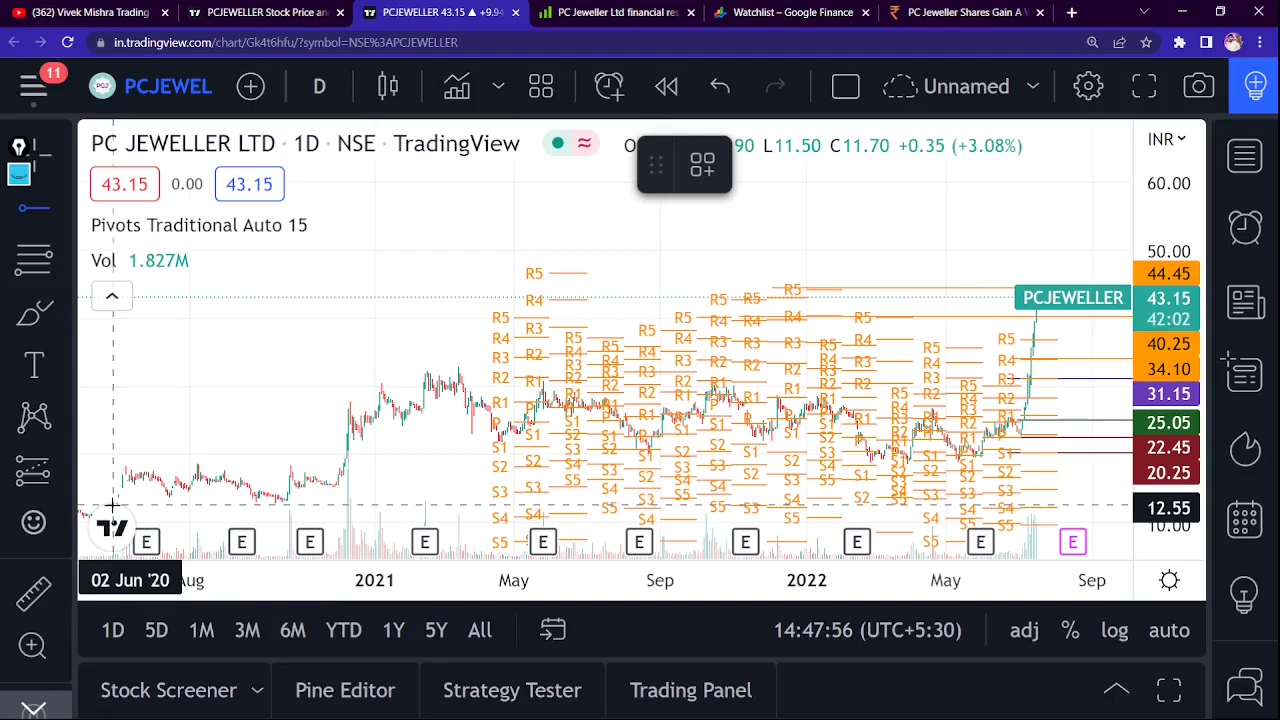 (362) Vivek Mishra Trading
PCJEWELLER Stock Price an
PCJEWELLER 43.15 ▲ +9.94
PC Jeweller Ltd financial res
Watchlist – Google Finance
PC Jeweller Shares Gain A
in.tradingview.com/chart/Gk4t6hfu/?symbol=NSE%3APCJEWELLER
11
PCJEWEL
D
Unnamed
PC JEWELLER LTD · 1D · NSE · TradingView
O
90 L11.50 C11.70 +0.35 (+3.08%)
INR
43.15 0.00 43.15
Pivots Traditional Auto 15
Vol 1.827M
60.00
50.00
44.45
PCJEWELLER 43.15
42:02
40.25
34.10
31.15
25.05
22.45
20.25
12.55
10.00
R5
R4
R3
R2
R1
P
S1
S2
S3
S4
S5
E E E E E E E E E E
02 Jun '20 Aug 2021 May Sep 2022 May Sep
1D 5D 1M 3M 6M YTD 1Y 5Y All
14:47:56 (UTC+5:30) adj % log auto
Stock Screener Pine Editor Strategy Tester Trading Panel